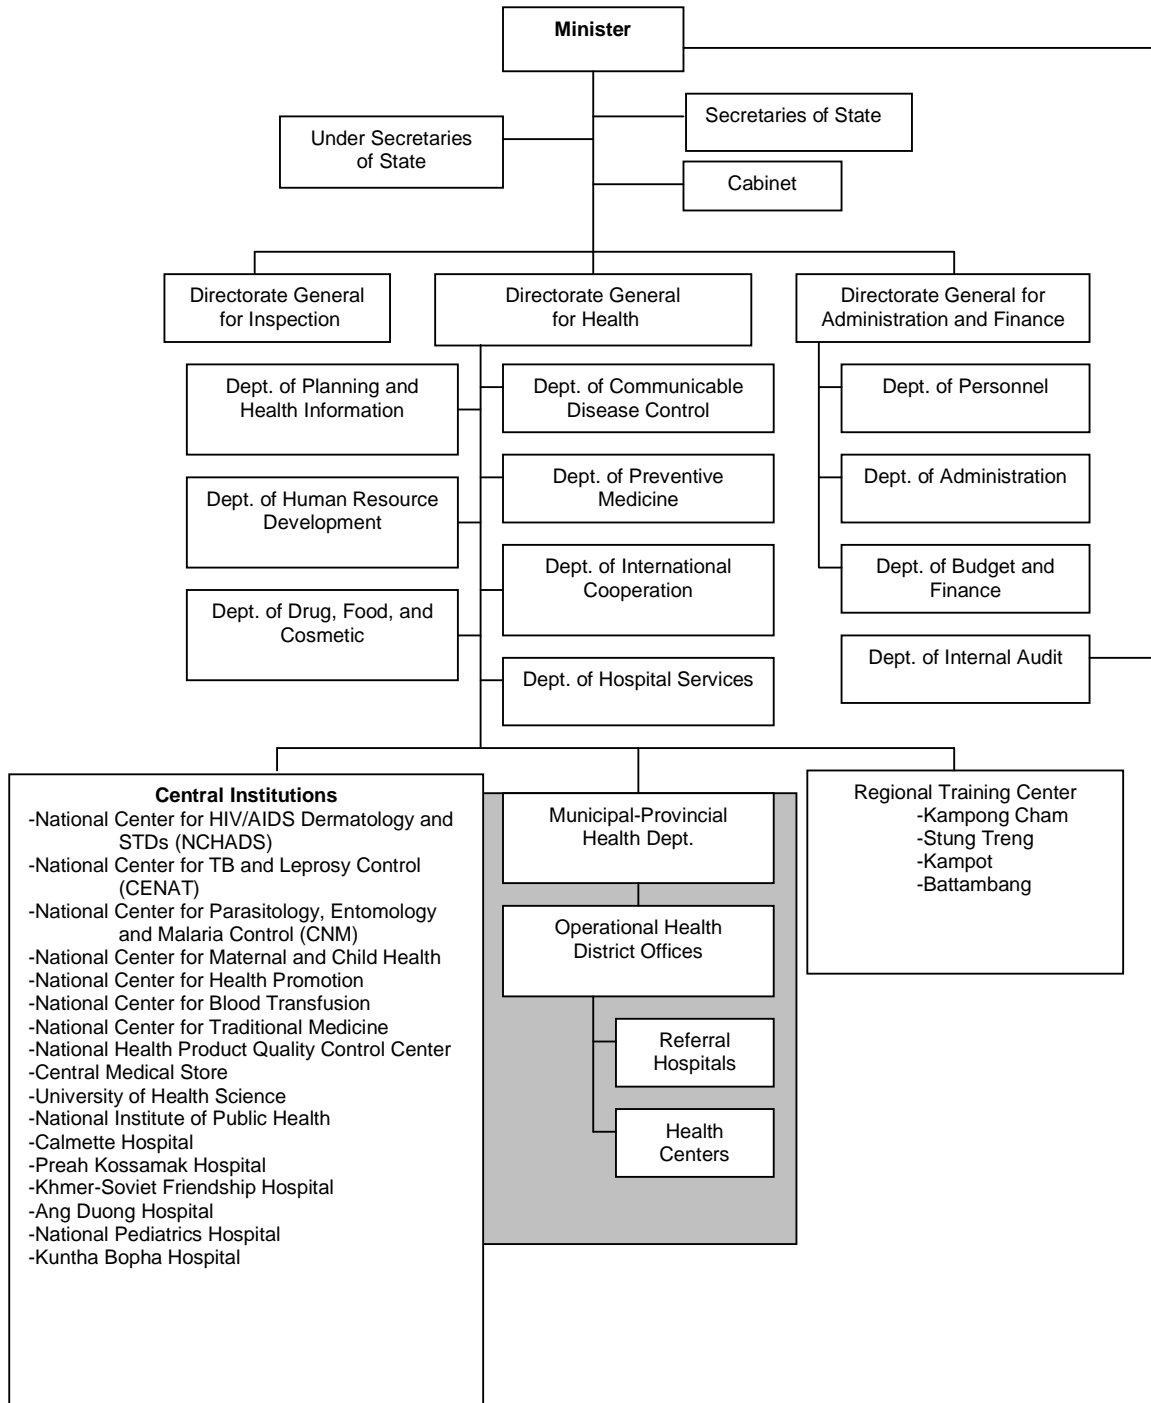 Minister
Secretaries of State
Under Secretaries
of State
Cabinet
Directorate General
for Inspection
Directorate General
for Health
Directorate General for
Administration and Finance
Dept. of Planning and
Health Information
Dept. of Human Resource
Development
Dept. of Drug, Food, and
Cosmetic
Dept. of Communicable
Disease Control
Dept. of Preventive
Medicine
Dept. of International
Cooperation
Dept. of Hospital Services
Dept. of Personnel
Dept. of Administration
Dept. of Budget and
Finance
Dept. of Internal Audit
Central Institutions
-National Center for HIV/AIDS Dermatology and
STDs (NCHADS)
-National Center for TB and Leprosy Control
(CENAT)
-National Center for Parasitology, Entomology
and Malaria Control (CNM)
-National Center for Maternal and Child Health
-National Center for Health Promotion
-National Center for Blood Transfusion
-National Center for Traditional Medicine
-National Health Product Quality Control Center
-Central Medical Store
-University of Health Science
-National Institute of Public Health
-Calmette Hospital
-Preah Kossamak Hospital
-Khmer-Soviet Friendship Hospital
-Ang Duong Hospital
-National Pediatrics Hospital
-Kuntha Bopha Hospital
Municipal-Provincial
Health Dept.
Operational Health
District Offices
Referral
Hospitals
Health
Centers
Regional Training Center
-Kampong Cham
-Stung Treng
-Kampot
-Battambang